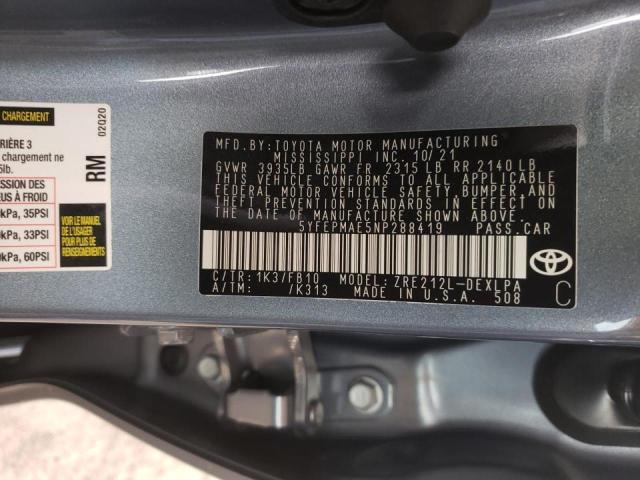 CHARGEMENT
RIÈRE 3
chargement ne
5lb.
RM
02020
ESSION DES
EUS À FROID
kPa, 35PSI
kPa, 33PSI
kPa, 60PSI
VOIR LE MANUEL
DE L'USAGER
POUR PLUS DE
RENSEIGNEMENTS
MFD. BY: TOYOTA MOTOR MANUFACTURING
MISSISSIPPI INC. 10/21
GVWR 3935LB GAWR FR 2315 LB RR 2140 LB
THIS VEHICLE CONFORMS TO ALL APPLICABLE
FEDERAL MOTOR VEHICLE SAFETY, BUMPER, AND
THEFT PREVENTION STANDARDS IN EFFECT ON
THE DATE OF MANUFACTURE SHOWN ABOVE.
5YFEPMAE5NP288419 PASS. CAR
C/TR: 1K3/FB10 MODEL: ZRE212L-DEXLPA
A/TM: /K313 MADE IN U.S.A. 508
TOYOTA
C